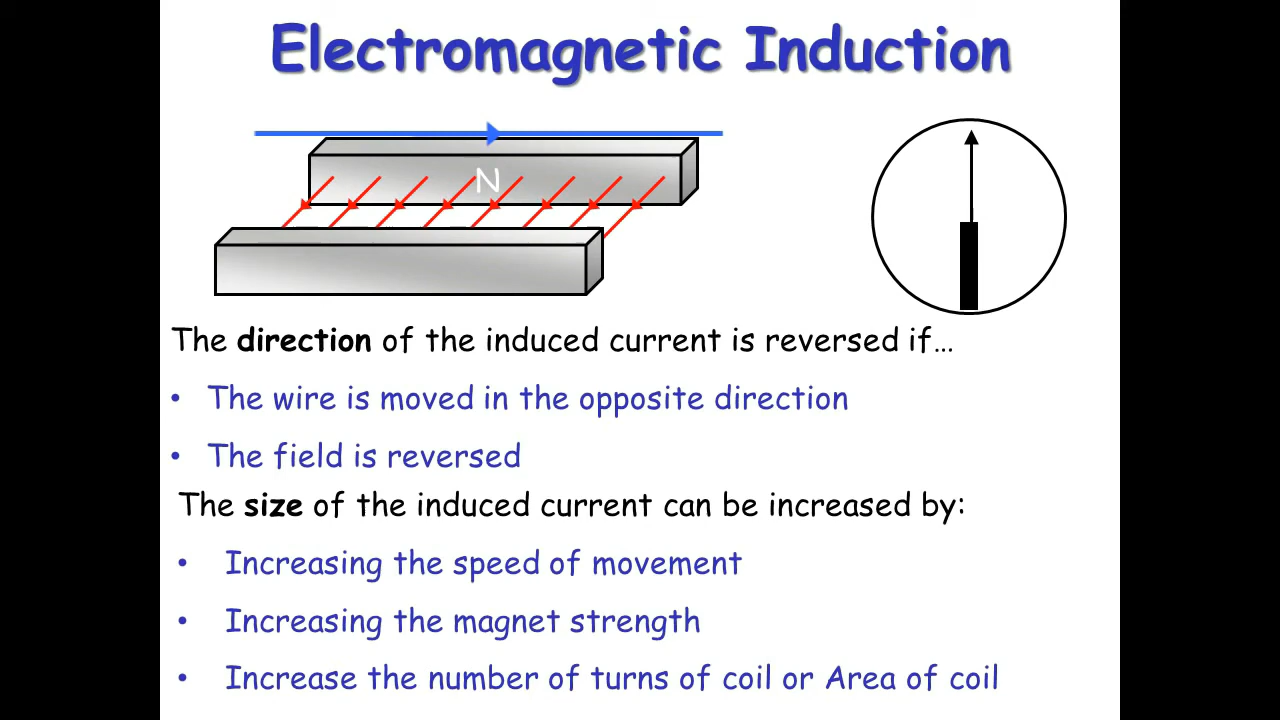 Electromagnetic Induction
N
The direction of the induced current is reversed if…
• The wire is moved in the opposite direction
• The field is reversed
The size of the induced current can be increased by:
• Increasing the speed of movement
• Increasing the magnet strength
• Increase the number of turns of coil or Area of coil